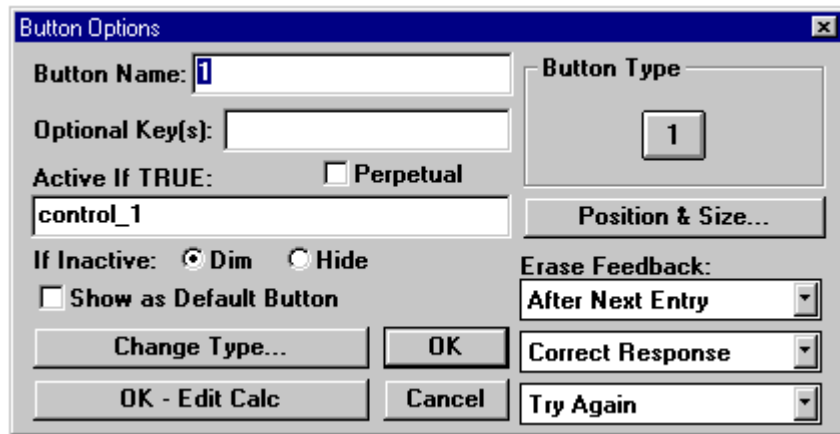 Button Options
Button Name: 1
Button Type
1
Optional Key(s):
Active If TRUE:
Perpetual
control_1
Position & Size...
If Inactive: Dim Hide
Erase Feedback:
Show as Default Button
After Next Entry
Change Type... OK
Correct Response
OK - Edit Calc Cancel
Try Again